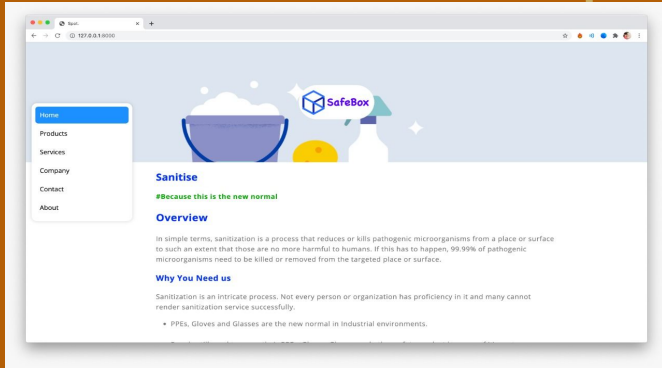 Spot.
127.0.0.1:8000
SafeBox
Home
Products
Services
Company
Contact
About
Sanitise
#Because this is the new normal
Overview
In simple terms, sanitization is a process that reduces or kills pathogenic microorganisms from a place or surface
to such an extent that those are no more harmful to humans. If this has to happen, 99.99% of pathogenic
microorganisms need to be killed or removed from the targeted place or surface.
Why You Need us
Sanitization is an intricate process. Not every person or organization has proficiency in it and many cannot
render sanitization service successfully.
• PPEs, Gloves and Glasses are the new normal in Industrial environments.